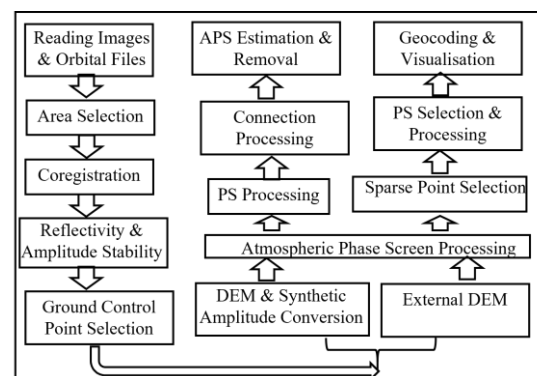 Reading Images
& Orbital Files
Area Selection
Coregistration
Reflectivity &
Amplitude Stability
Ground Control
Point Selection
APS Estimation &
Removal
Connection
Processing
PS Processing
Geocoding &
Visualisation
PS Selection &
Processing
Sparse Point Selection
Atmospheric Phase Screen Processing
DEM & Synthetic
Amplitude Conversion
External DEM